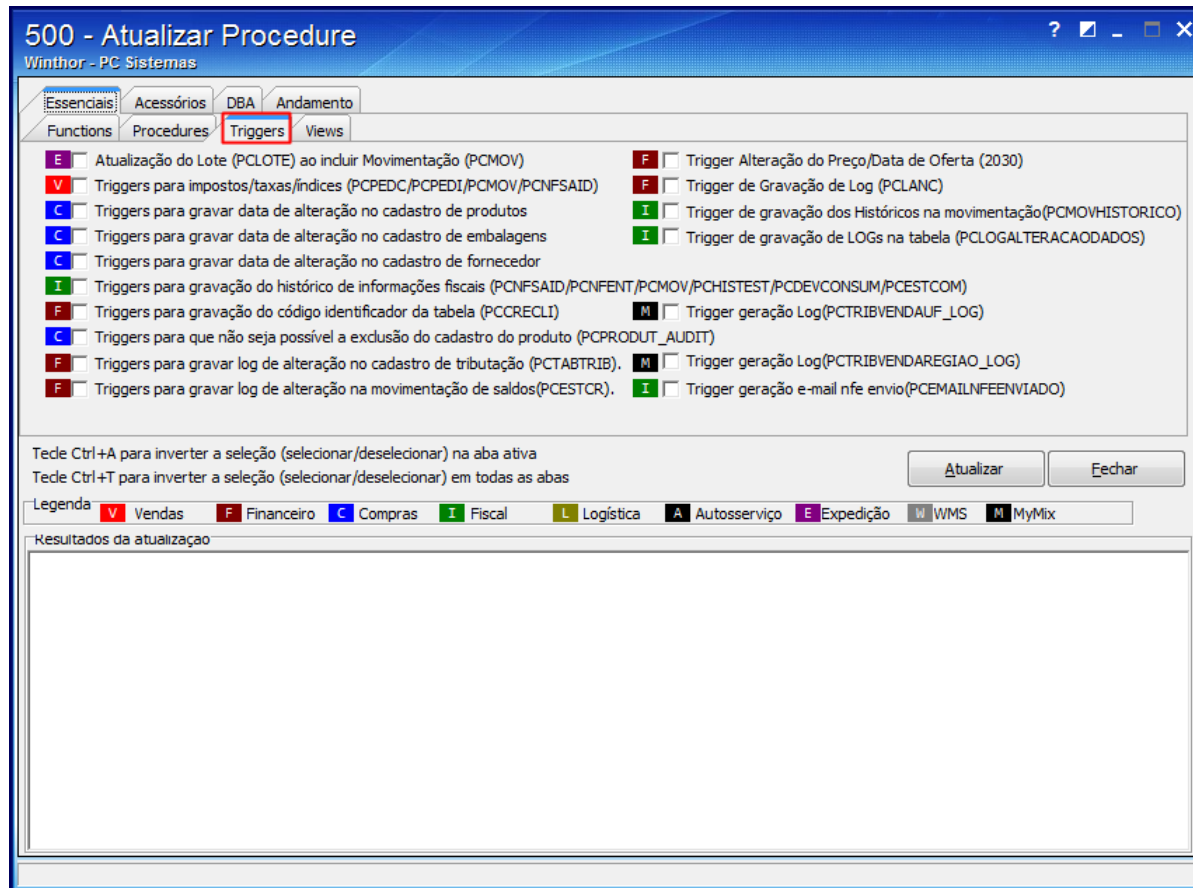 500 - Atualizar Procedure
Winthor - PC Sistemas
Essenciais Acessórios DBA Andamento
Functions Procedures Triggers Views
E Atualização do Lote (PCLOTE) ao incluir Movimentação (PCMOV)
V Triggers para impostos/taxas/índices (PCPEDC/PCPEDI/PCMOV/PCNFSAID)
C Triggers para gravar data de alteração no cadastro de produtos
C Triggers para gravar data de alteração no cadastro de embalagens
C Triggers para gravar data de alteração no cadastro de fornecedor
I Triggers para gravação do histórico de informações fiscais (PCNFSAID/PCNFENT/PCMOV/PCHISTEST/PCDEVCONSUM/PCESTCOM)
F Triggers para gravação do código identificador da tabela (PCCRECLI)
C Triggers para que não seja possível a exclusão do cadastro do produto (PCPRODUT_AUDIT)
F Triggers para gravar log de alteração no cadastro de tributação (PCTABTRIB).
F Triggers para gravar log de alteração na movimentação de saldos(PCESTCR).
F Trigger Alteração do Preço/Data de Oferta (2030)
F Trigger de Gravação de Log (PCLANC)
I Trigger de gravação dos Históricos na movimentação(PCMOVHISTORICO)
I Trigger de gravação de LOGs na tabela (PCLOGALTERACAODADOS)
M Trigger geração Log(PCTRIBVENDAUF_LOG)
M Trigger geração Log(PCTRIBVENDAREGIAO_LOG)
I Trigger geração e-mail nfe envio(PCEMAILNFEENVIADO)
Tecle Ctrl+A para inverter a seleção (selecionar/deselecionar) na aba ativa
Tecle Ctrl+T para inverter a seleção (selecionar/deselecionar) em todas as abas
Atualizar Fechar
Legenda
V Vendas F Financeiro C Compras I Fiscal L Logística A Autosserviço E Expedição W WMS M MyMix
Resultados da atualização